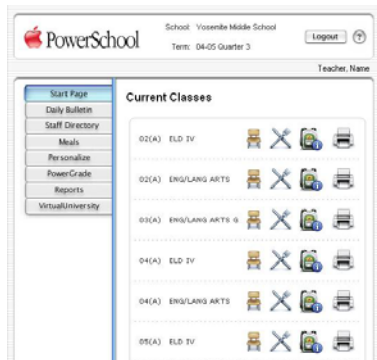 PowerSchool
School: Yosemite Middle School
Term: 04-05 Quarter 3
Logout ?
Teacher, Name
Start Page
Daily Bulletin
Staff Directory
Meals
Personalize
PowerGrade
Reports
VirtualUniversity
Current Classes
02(A) ELD IV
02(A) ENG/LANG ARTS
03(A) ENG/LANG ARTS G
04(A) ELD IV
04(A) ENG/LANG ARTS
05(A) ELD IV